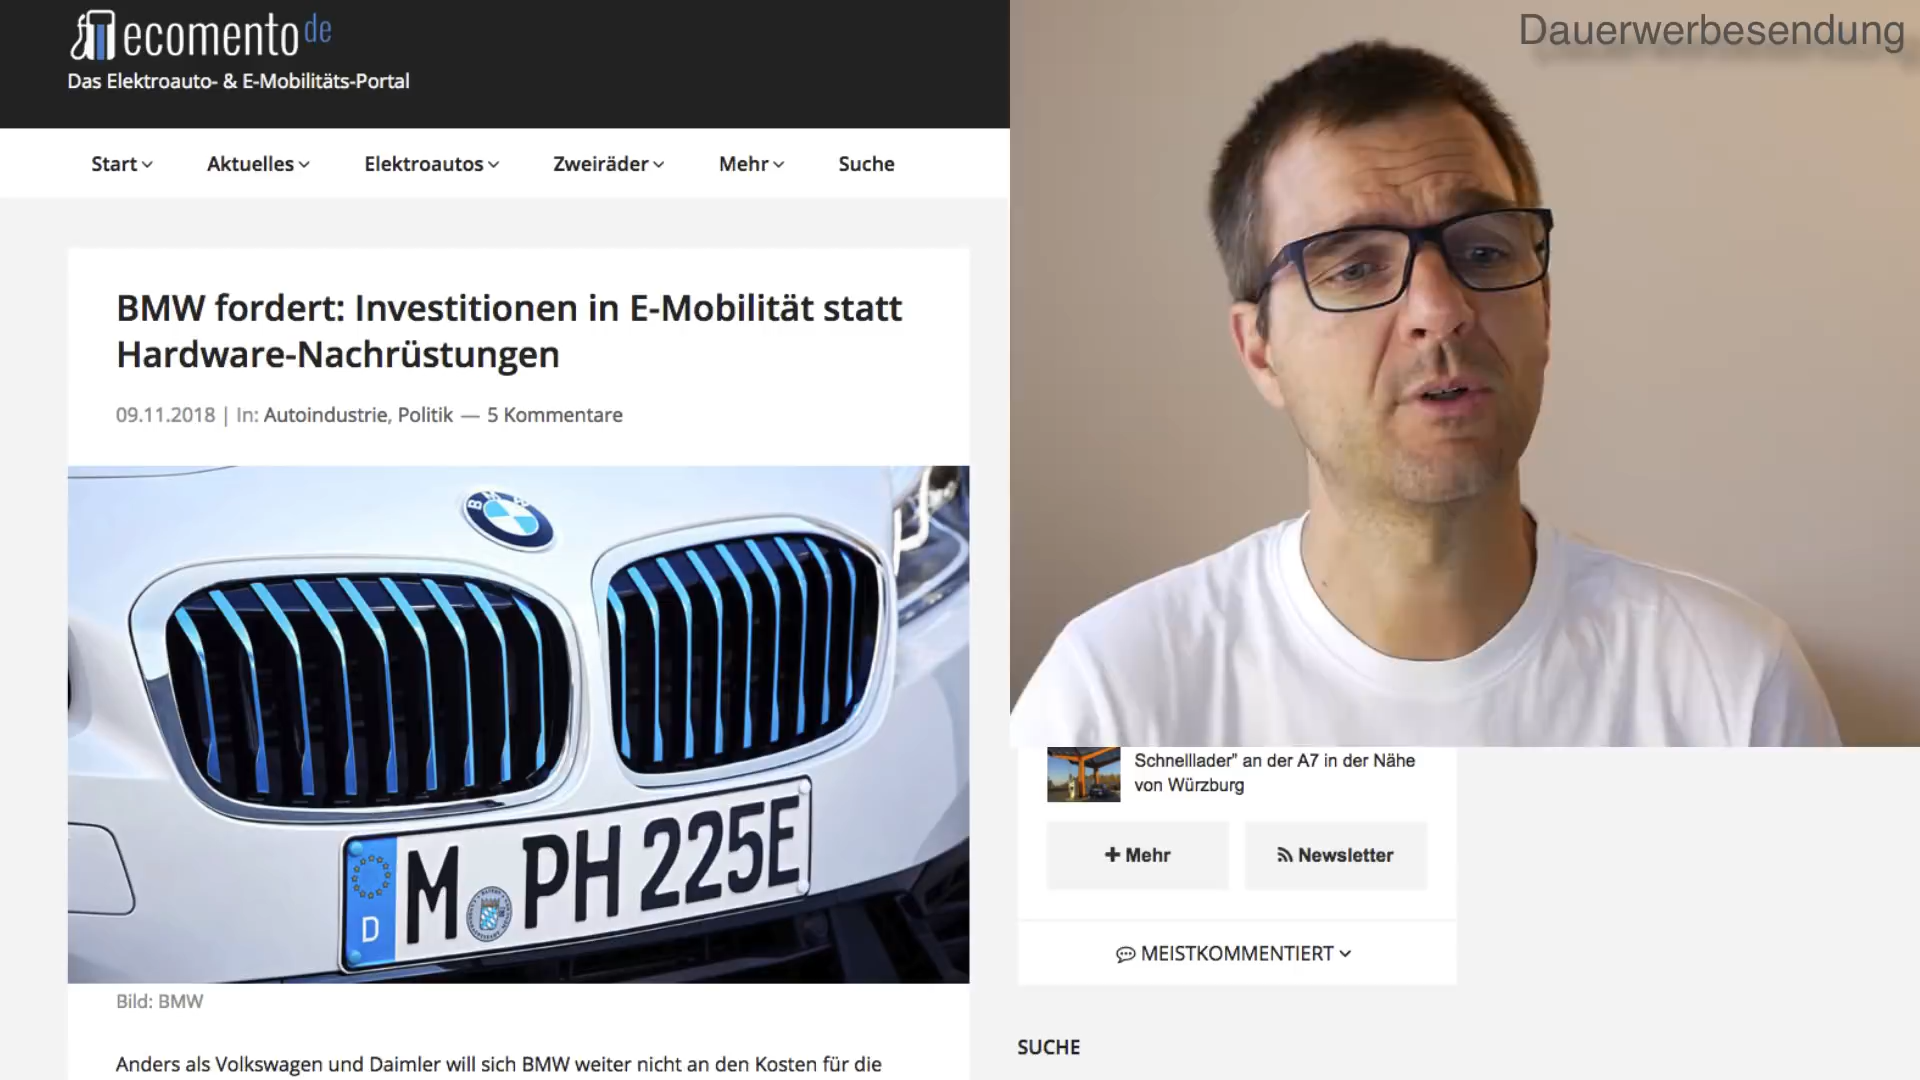 Dauerwerbesendung
ecomento de
Das Elektroauto- & E-Mobilitäts-Portal
Start Aktuelles Elektroautos Zweiräder Mehr Suche
BMW fordert: Investitionen in E-Mobilität statt
Hardware-Nachrüstungen
09.11.2018 | In: Autoindustrie, Politik — 5 Kommentare
BMW
D M PH 225E
Bild: BMW
Anders als Volkswagen und Daimler will sich BMW weiter nicht an den Kosten für die
Schnelllader" an der A7 in der Nähe
von Würzburg
+ Mehr
Newsletter
MEISTKOMMENTIERT
SUCHE